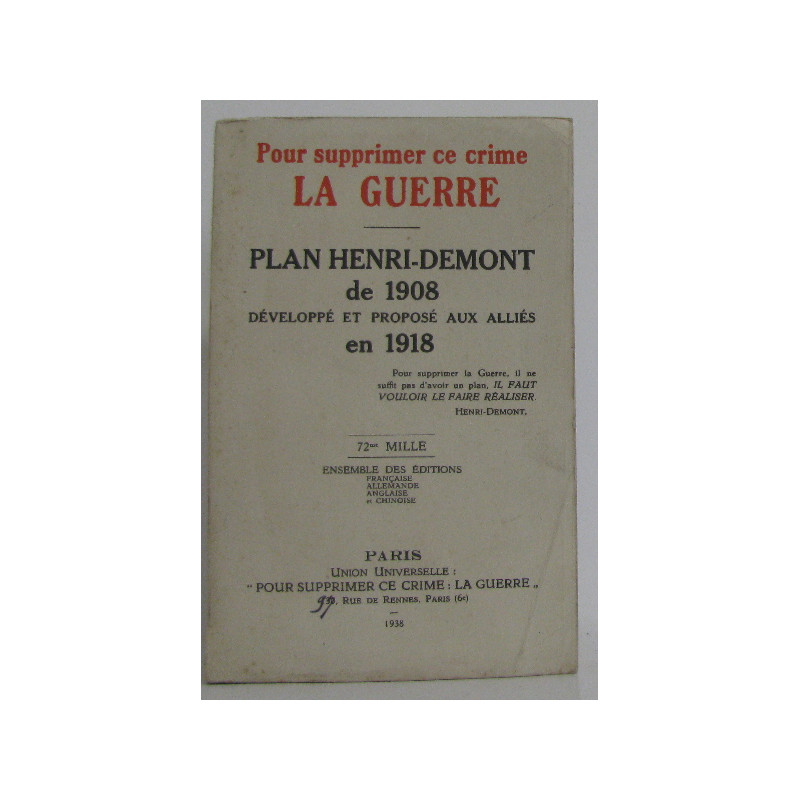 Pour supprimer ce crime
LA GUERRE
PLAN HENRI-DEMONT
de 1908
DÉVELOPPÉ ET PROPOSÉ AUX ALLIÉS
en 1918
Pour supprimer la Guerre, il ne
suffit pas d'avoir un plan, IL FAUT
VOULOIR LE FAIRE RÉALISER.
HENRI-DEMONT.
72me MILLE
ENSEMBLE DES ÉDITIONS
FRANÇAISE
ALLEMANDE
ANGLAISE
et CHINOISE
PARIS
UNION UNIVERSELLE :
" POUR SUPPRIMER CE CRIME : LA GUERRE „
97, RUE DE RENNES, PARIS (6e)
1938